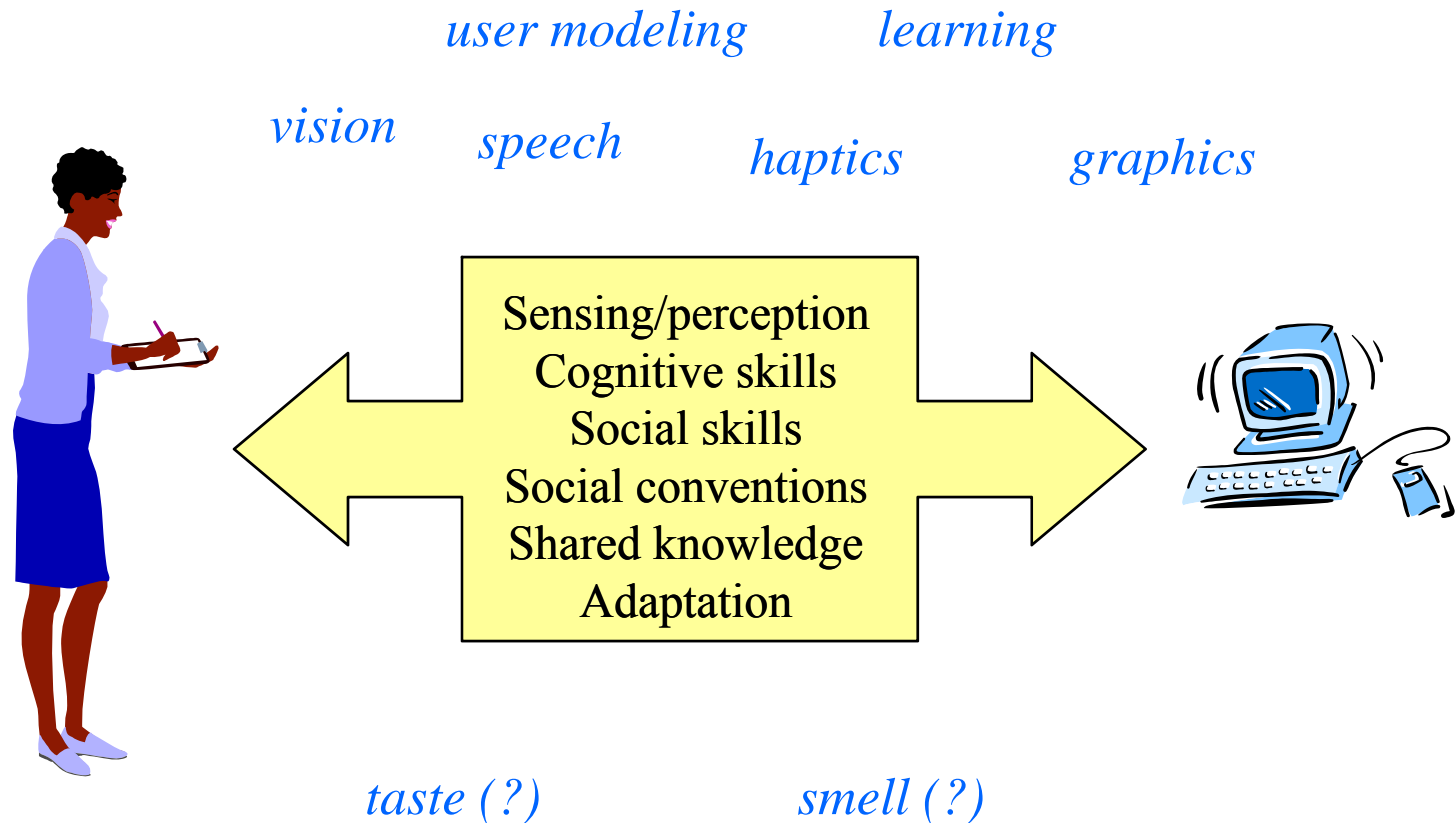 user modeling learning
vision speech haptics graphics
Sensing/perception
Cognitive skills
Social skills
Social conventions
Shared knowledge
Adaptation
taste (?) smell (?)